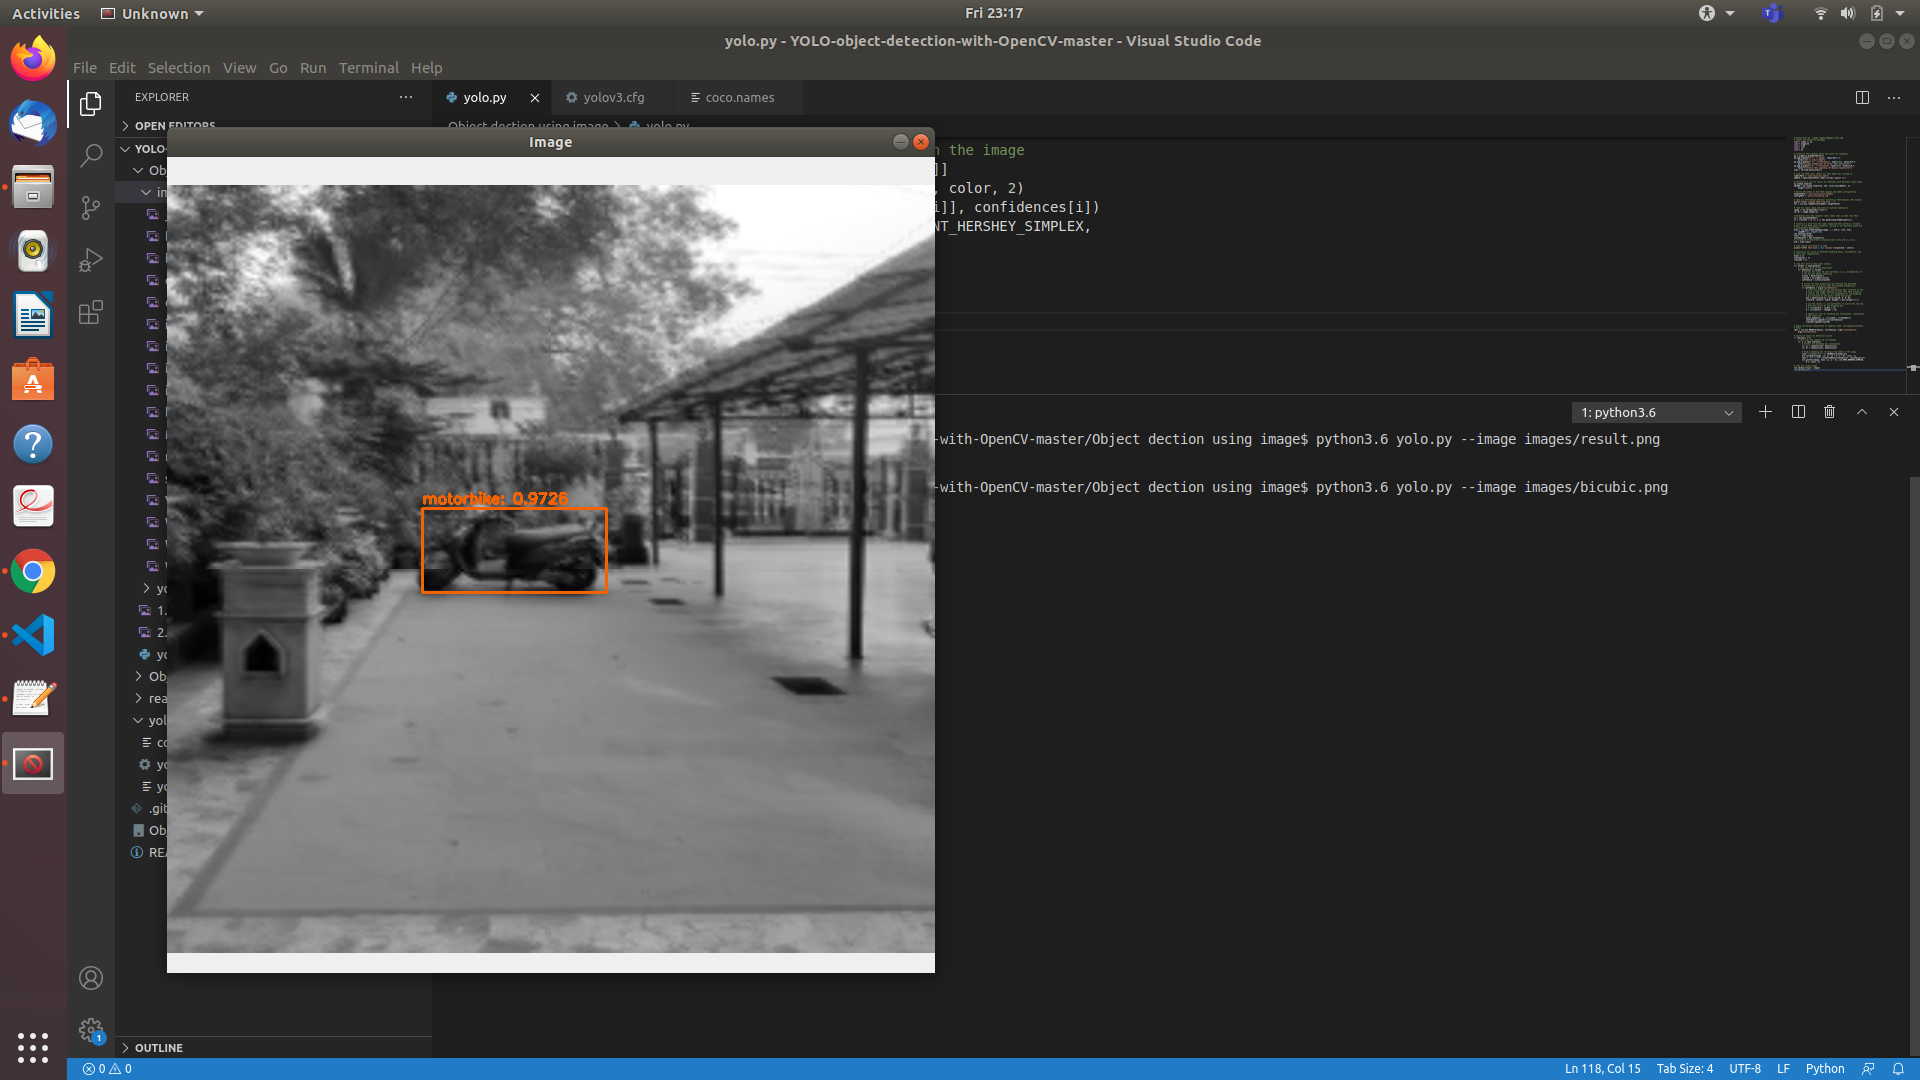 Activities
Unknown
Fri 23:17
yolo.py - YOLO-object-detection-with-OpenCV-master - Visual Studio Code
File Edit Selection View Go Run Terminal Help
EXPLORER
yolo.py
yolov3.cfg
coco.names
OPEN EDITORS
Object dection using image > yolo.py
YOLO-
Image
the image
]]
, color, 2)
i]], confidences[i])
NT_HERSHEY_SIMPLEX,
1: python3.6
-with-OpenCV-master/Object dection using image$ python3.6 yolo.py --image images/result.png
-with-OpenCV-master/Object dection using image$ python3.6 yolo.py --image images/bicubic.png
motorbike: 0.9726
Ob
im
yo
1.
2.
yo
Ob
rea
yol
co
yo
yo
.git
Ob
REA
1
OUTLINE
0 0
Ln 118, Col 15 Tab Size: 4 UTF-8 LF Python